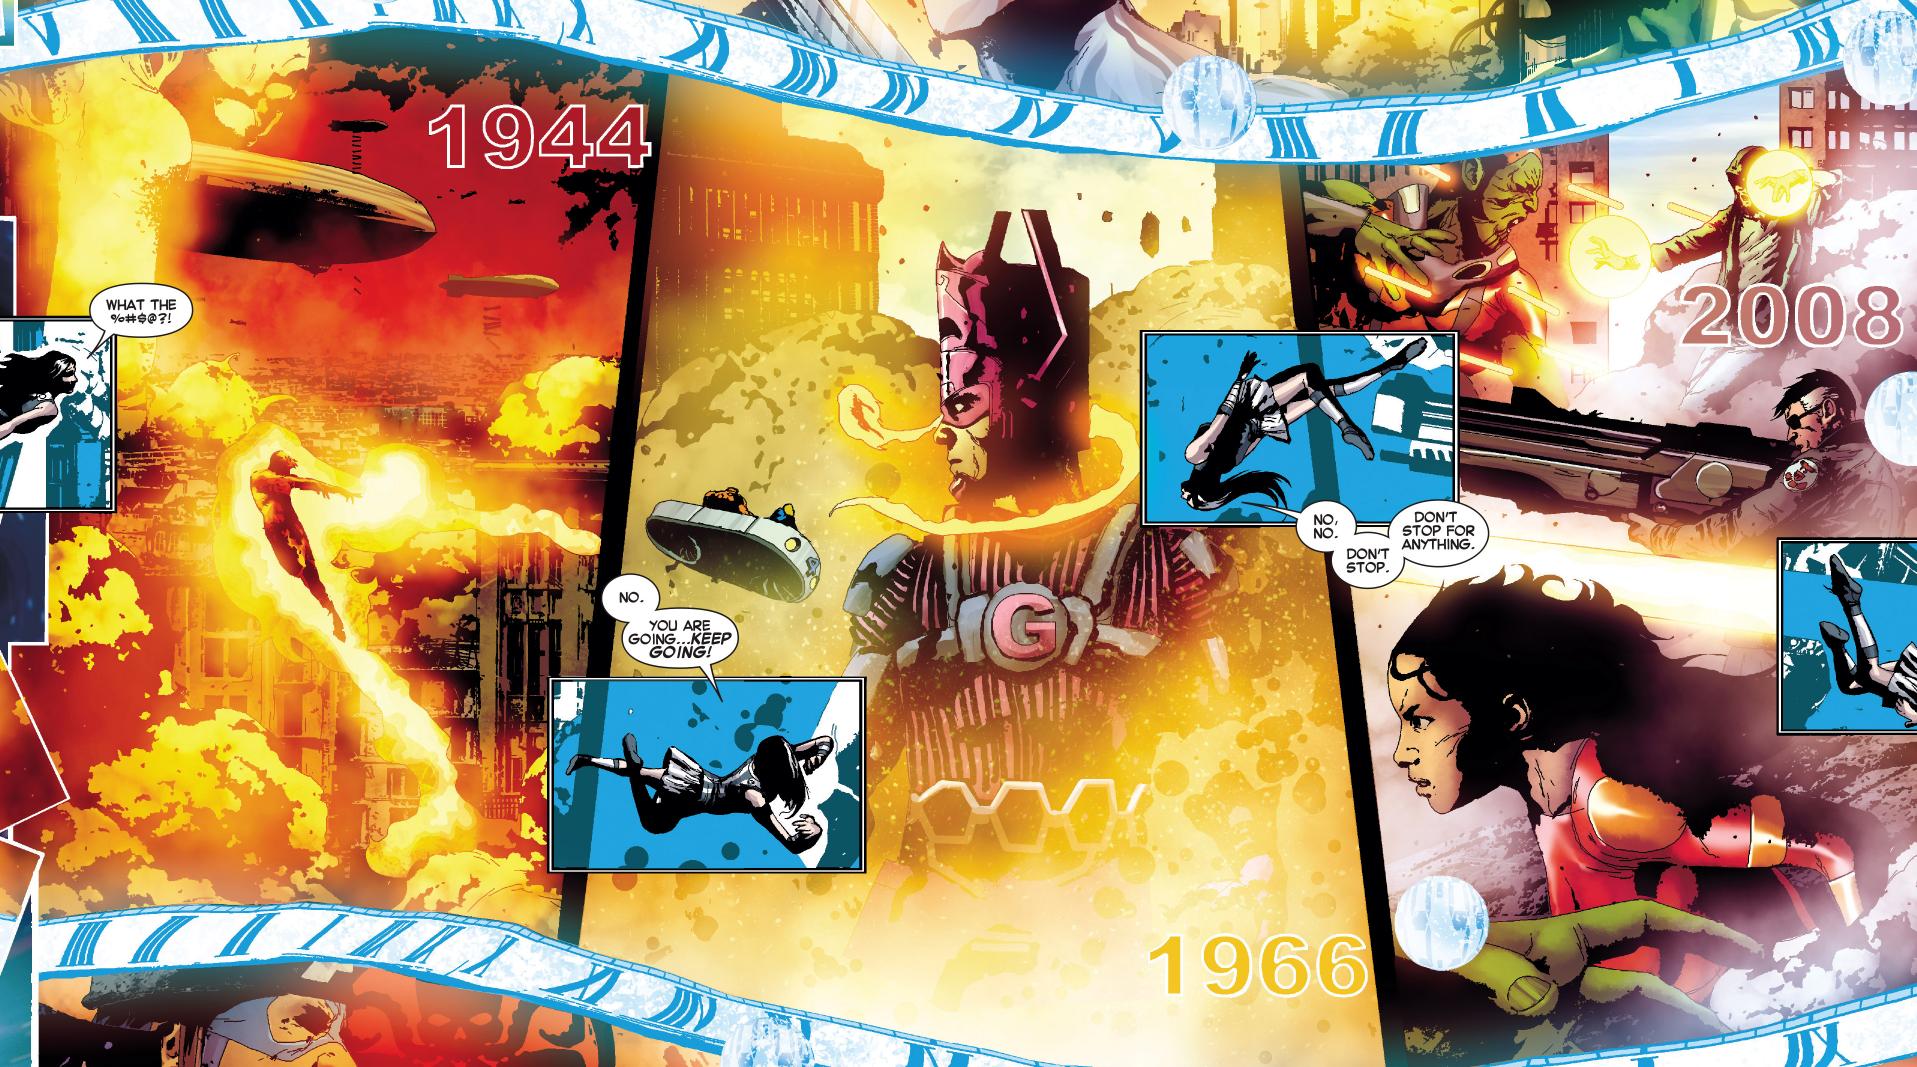 1944
WHAT THE
%#$@?!
NO.
YOU ARE
GOING...KEEP
GOING!
G
1966
NO,
NO.
DON'T
STOP.
DON'T
STOP FOR
ANYTHING.
2008